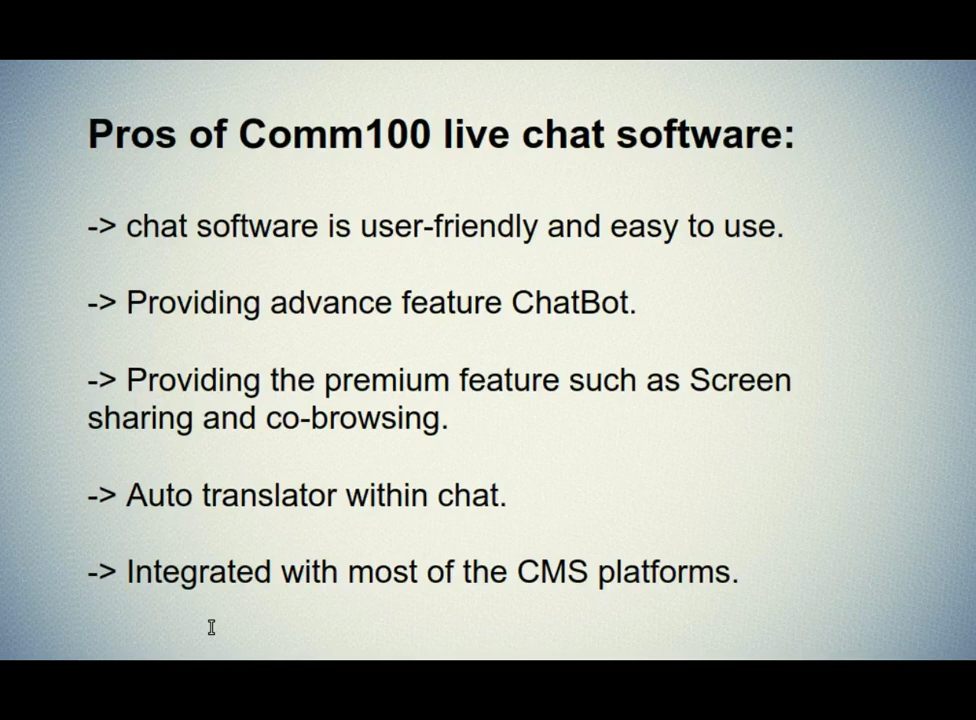 Pros of Comm100 live chat software:
-> chat software is user-friendly and easy to use.
-> Providing advance feature ChatBot.
-> Providing the premium feature such as Screen
sharing and co-browsing.
-> Auto translator within chat.
-> Integrated with most of the CMS platforms.